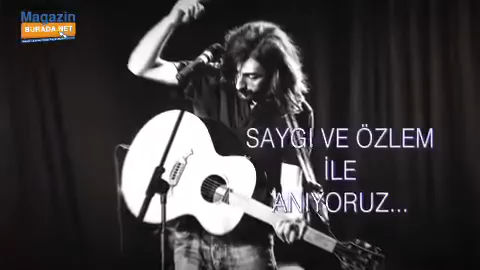 Magazin
BURADA.NET
SAYGI VE ÖZLEM
İLE
ANIYORUZ...